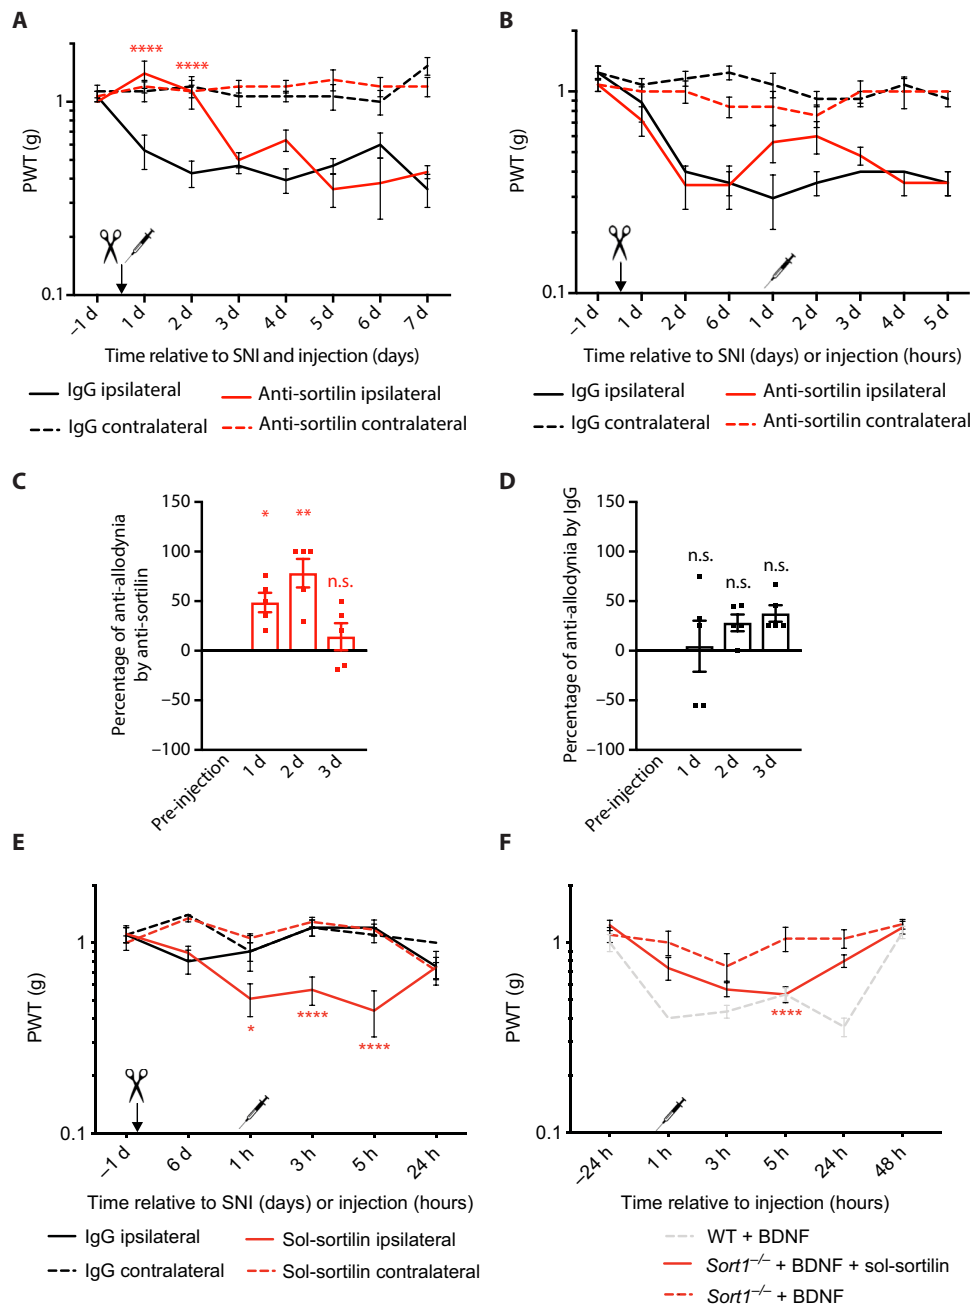 A
****
****
1
0.1
PWT (g)
–1 d
1 d
2 d
3 d
4 d
5 d
6 d
7 d
Time relative to SNI and injection (days)
IgG ipsilateral
Anti-sortilin ipsilateral
IgG contralateral
Anti-sortilin contralateral
B
1
0.1
PWT (g)
–1 d
1 d
2 d
6 d
1 d
2 d
3 d
4 d
5 d
Time relative to SNI (days) or injection (hours)
IgG ipsilateral
Anti-sortilin ipsilateral
IgG contralateral
Anti-sortilin contralateral
C
Percentage of anti-allodynia
by anti-sortilin
150
100
50
0
–50
–100
*
**
n.s.
Pre-injection
1 d
2 d
3 d
D
Percentage of anti-allodynia by IgG
150
100
50
0
–50
–100
n.s.
n.s.
n.s.
Pre-injection
1 d
2 d
3 d
E
1
0.1
PWT (g)
*
****
****
–1 d
6 d
1 h
3 h
5 h
24 h
Time relative to SNI (days) or injection (hours)
IgG ipsilateral
Sol-sortilin ipsilateral
IgG contralateral
Sol-sortilin contralateral
F
1
0.1
PWT (g)
****
–24 h
1 h
3 h
5 h
24 h
48 h
Time relative to injection (hours)
WT + BDNF
Sort1⁻/⁻ + BDNF + sol-sortilin
Sort1⁻/⁻ + BDNF